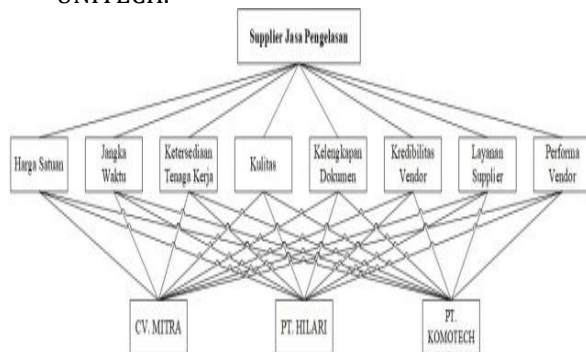 UNITECH.
Supplier Jasa Pengelasan
Harga Satuan
Jangka
Waktu
Ketersediaan
Tenaga Kerja
Kulitas
Kelengkapan
Dokumen
Kredibilitas
Vendor
Layanan
Supplier
Performa
Vendor
CV. MITRA
PT. HILARI
PT.
KOMOTECH